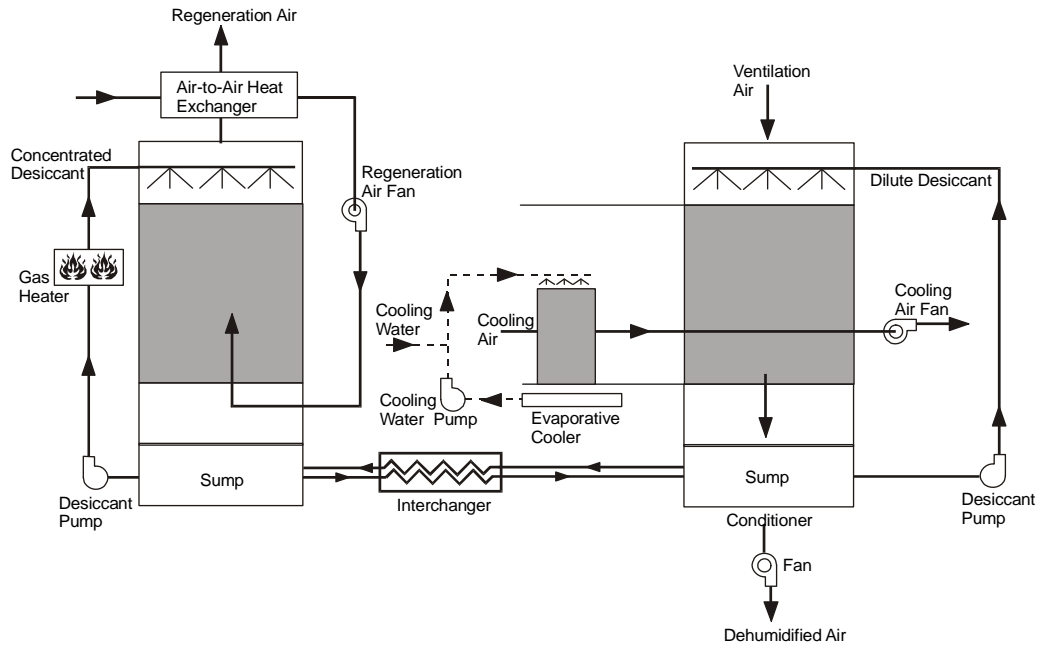 Regeneration Air
Air-to-Air Heat
Exchanger
Ventilation
Air
Concentrated
Desiccant
Regeneration
Air Fan
Dilute Desiccant
Gas
Heater
Cooling
Water
Cooling
Air
Cooling
Air Fan
Cooling
Water Pump
Evaporative
Cooler
Sump
Sump
Desiccant
Pump
Interchanger
Desiccant
Pump
Conditioner
Fan
Dehumidified Air